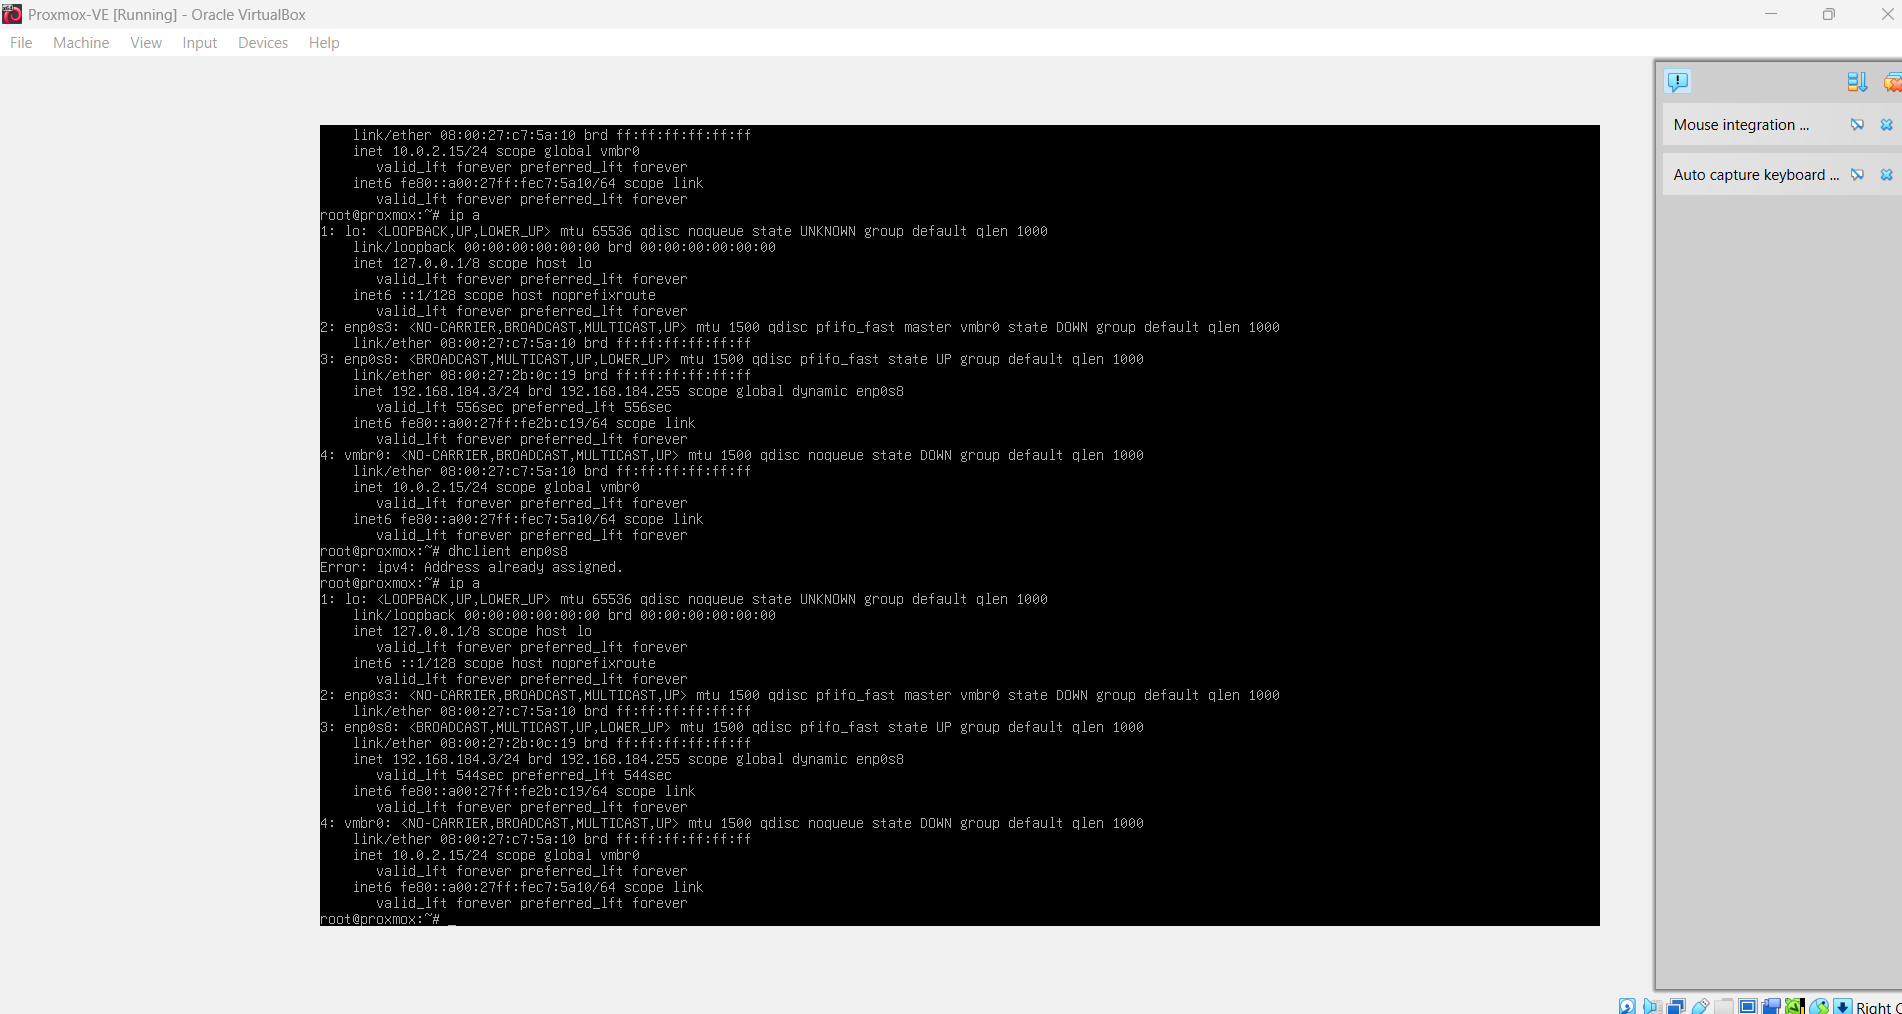 Proxmox-VE [Running] - Oracle VirtualBox
File Machine View Input Devices Help
Mouse integration ...
Auto capture keyboard ...
link/ether 08:00:27:c7:5a:10 brd ff:ff:ff:ff:ff:ff
inet 10.0.2.15/24 scope global vmbr0
valid_lft forever preferred_lft forever
inet6 fe80::a00:27ff:fec7:5a10/64 scope link
valid_lft forever preferred_lft forever
root@proxmox:~# ip a
1: lo: <LOOPBACK,UP,LOWER_UP> mtu 65536 qdisc noqueue state UNKNOWN group default qlen 1000
link/loopback 00:00:00:00:00:00 brd 00:00:00:00:00:00
inet 127.0.0.1/8 scope host lo
valid_lft forever preferred_lft forever
inet6 ::1/128 scope host noprefixroute
valid_lft forever preferred_lft forever
2: enp0s3: <NO-CARRIER,BROADCAST,MULTICAST,UP> mtu 1500 qdisc pfifo_fast master vmbr0 state DOWN group default qlen 1000
link/ether 08:00:27:c7:5a:10 brd ff:ff:ff:ff:ff:ff
3: enp0s8: <BROADCAST,MULTICAST,UP,LOWER_UP> mtu 1500 qdisc pfifo_fast state UP group default qlen 1000
link/ether 08:00:27:2b:0c:19 brd ff:ff:ff:ff:ff:ff
inet 192.168.184.3/24 brd 192.168.184.255 scope global dynamic enp0s8
valid_lft 556sec preferred_lft 556sec
inet6 fe80::a00:27ff:fe2b:c19/64 scope link
valid_lft forever preferred_lft forever
4: vmbr0: <NO-CARRIER,BROADCAST,MULTICAST,UP> mtu 1500 qdisc noqueue state DOWN group default qlen 1000
link/ether 08:00:27:c7:5a:10 brd ff:ff:ff:ff:ff:ff
inet 10.0.2.15/24 scope global vmbr0
valid_lft forever preferred_lft forever
inet6 fe80::a00:27ff:fec7:5a10/64 scope link
valid_lft forever preferred_lft forever
root@proxmox:~# dhclient enp0s8
Error: ipv4: Address already assigned.
root@proxmox:~# ip a
1: lo: <LOOPBACK,UP,LOWER_UP> mtu 65536 qdisc noqueue state UNKNOWN group default qlen 1000
link/loopback 00:00:00:00:00:00 brd 00:00:00:00:00:00
inet 127.0.0.1/8 scope host lo
valid_lft forever preferred_lft forever
inet6 ::1/128 scope host noprefixroute
valid_lft forever preferred_lft forever
2: enp0s3: <NO-CARRIER,BROADCAST,MULTICAST,UP> mtu 1500 qdisc pfifo_fast master vmbr0 state DOWN group default qlen 1000
link/ether 08:00:27:c7:5a:10 brd ff:ff:ff:ff:ff:ff
3: enp0s8: <BROADCAST,MULTICAST,UP,LOWER_UP> mtu 1500 qdisc pfifo_fast state UP group default qlen 1000
link/ether 08:00:27:2b:0c:19 brd ff:ff:ff:ff:ff:ff
inet 192.168.184.3/24 brd 192.168.184.255 scope global dynamic enp0s8
valid_lft 544sec preferred_lft 544sec
inet6 fe80::a00:27ff:fe2b:c19/64 scope link
valid_lft forever preferred_lft forever
4: vmbr0: <NO-CARRIER,BROADCAST,MULTICAST,UP> mtu 1500 qdisc noqueue state DOWN group default qlen 1000
link/ether 08:00:27:c7:5a:10 brd ff:ff:ff:ff:ff:ff
inet 10.0.2.15/24 scope global vmbr0
valid_lft forever preferred_lft forever
inet6 fe80::a00:27ff:fec7:5a10/64 scope link
valid_lft forever preferred_lft forever
root@proxmox:~# _
Right